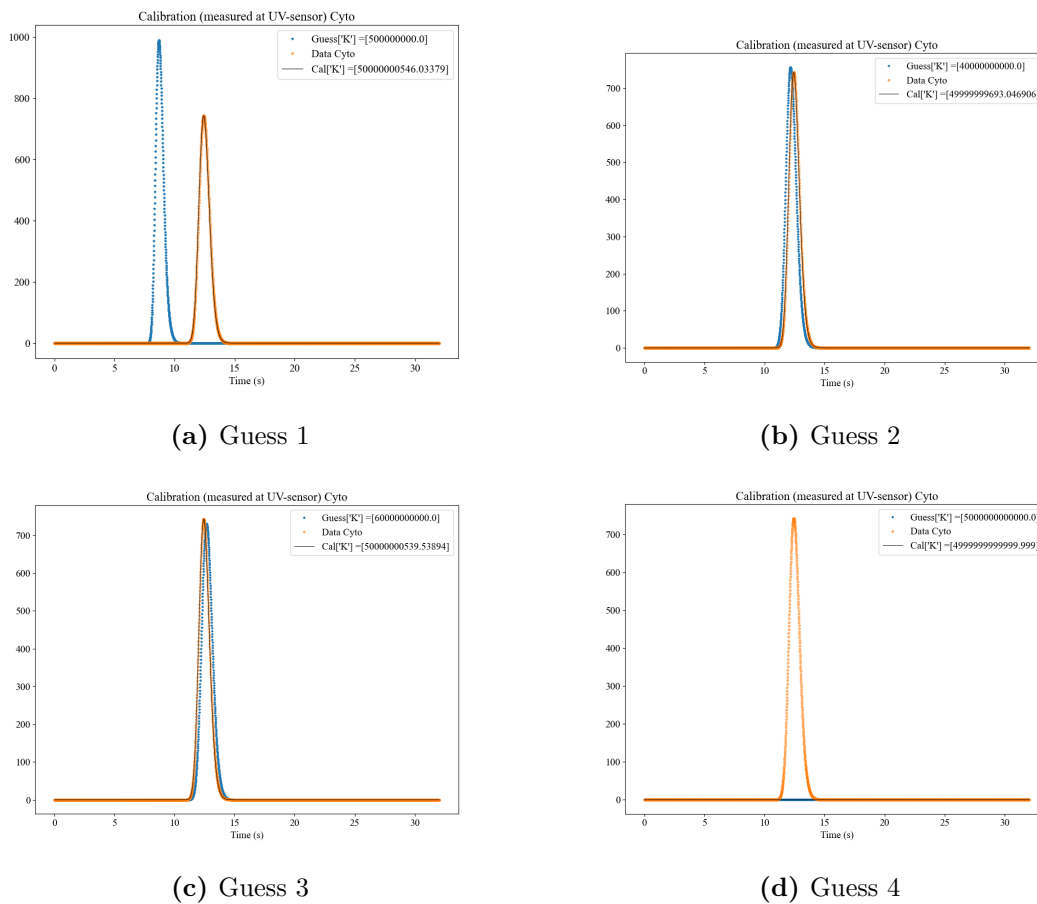 Calibration (measured at UV-sensor) Cyto
Guess['K'] =[500000000.0]
Data Cyto
Cal['K'] =[50000000546.03379]
1000
800
600
400
200
0
0 5 10 15 20 25 30
Time (s)
(a) Guess 1
Calibration (measured at UV-sensor) Cyto
Guess['K'] =[40000000000.0]
Data Cyto
Cal['K'] =[49999999693.046906]
700
600
500
400
300
200
100
0
0 5 10 15 20 25 30
Time (s)
(b) Guess 2
Calibration (measured at UV-sensor) Cyto
Guess['K'] =[60000000000.0]
Data Cyto
Cal['K'] =[50000000539.53894]
700
600
500
400
300
200
100
0
0 5 10 15 20 25 30
Time (s)
(c) Guess 3
Calibration (measured at UV-sensor) Cyto
Guess['K'] =[5000000000000.0]
Data Cyto
Cal['K'] =[4999999999999.999]
700
600
500
400
300
200
100
0
0 5 10 15 20 25 30
Time (s)
(d) Guess 4